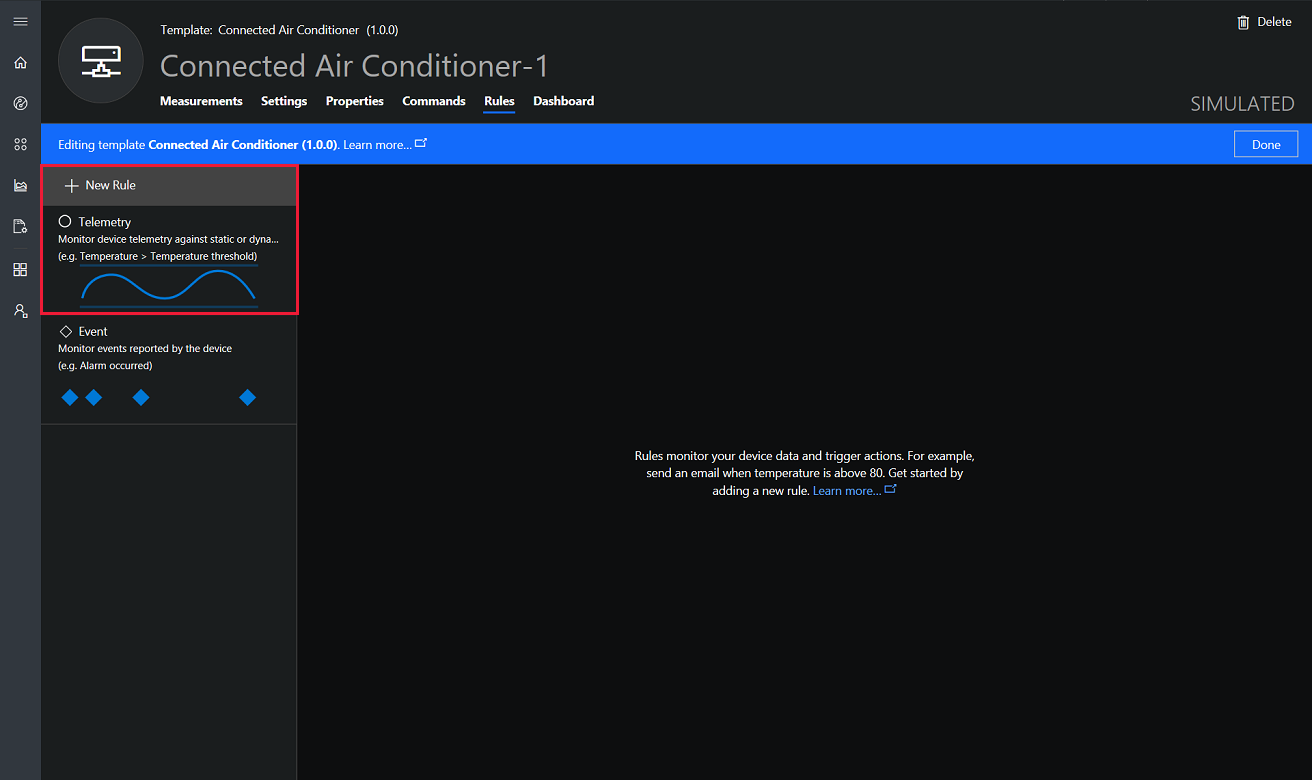 Template: Connected Air Conditioner (1.0.0)
Delete
Connected Air Conditioner-1
Measurements Settings Properties Commands Rules Dashboard
SIMULATED
Editing template Connected Air Conditioner (1.0.0). Learn more...
Done
New Rule
Telemetry
Monitor device telemetry against static or dyna...
(e.g. Temperature > Temperature threshold)
Event
Monitor events reported by the device
(e.g. Alarm occurred)
Rules monitor your device data and trigger actions. For example,
send an email when temperature is above 80. Get started by
adding a new rule. Learn more...